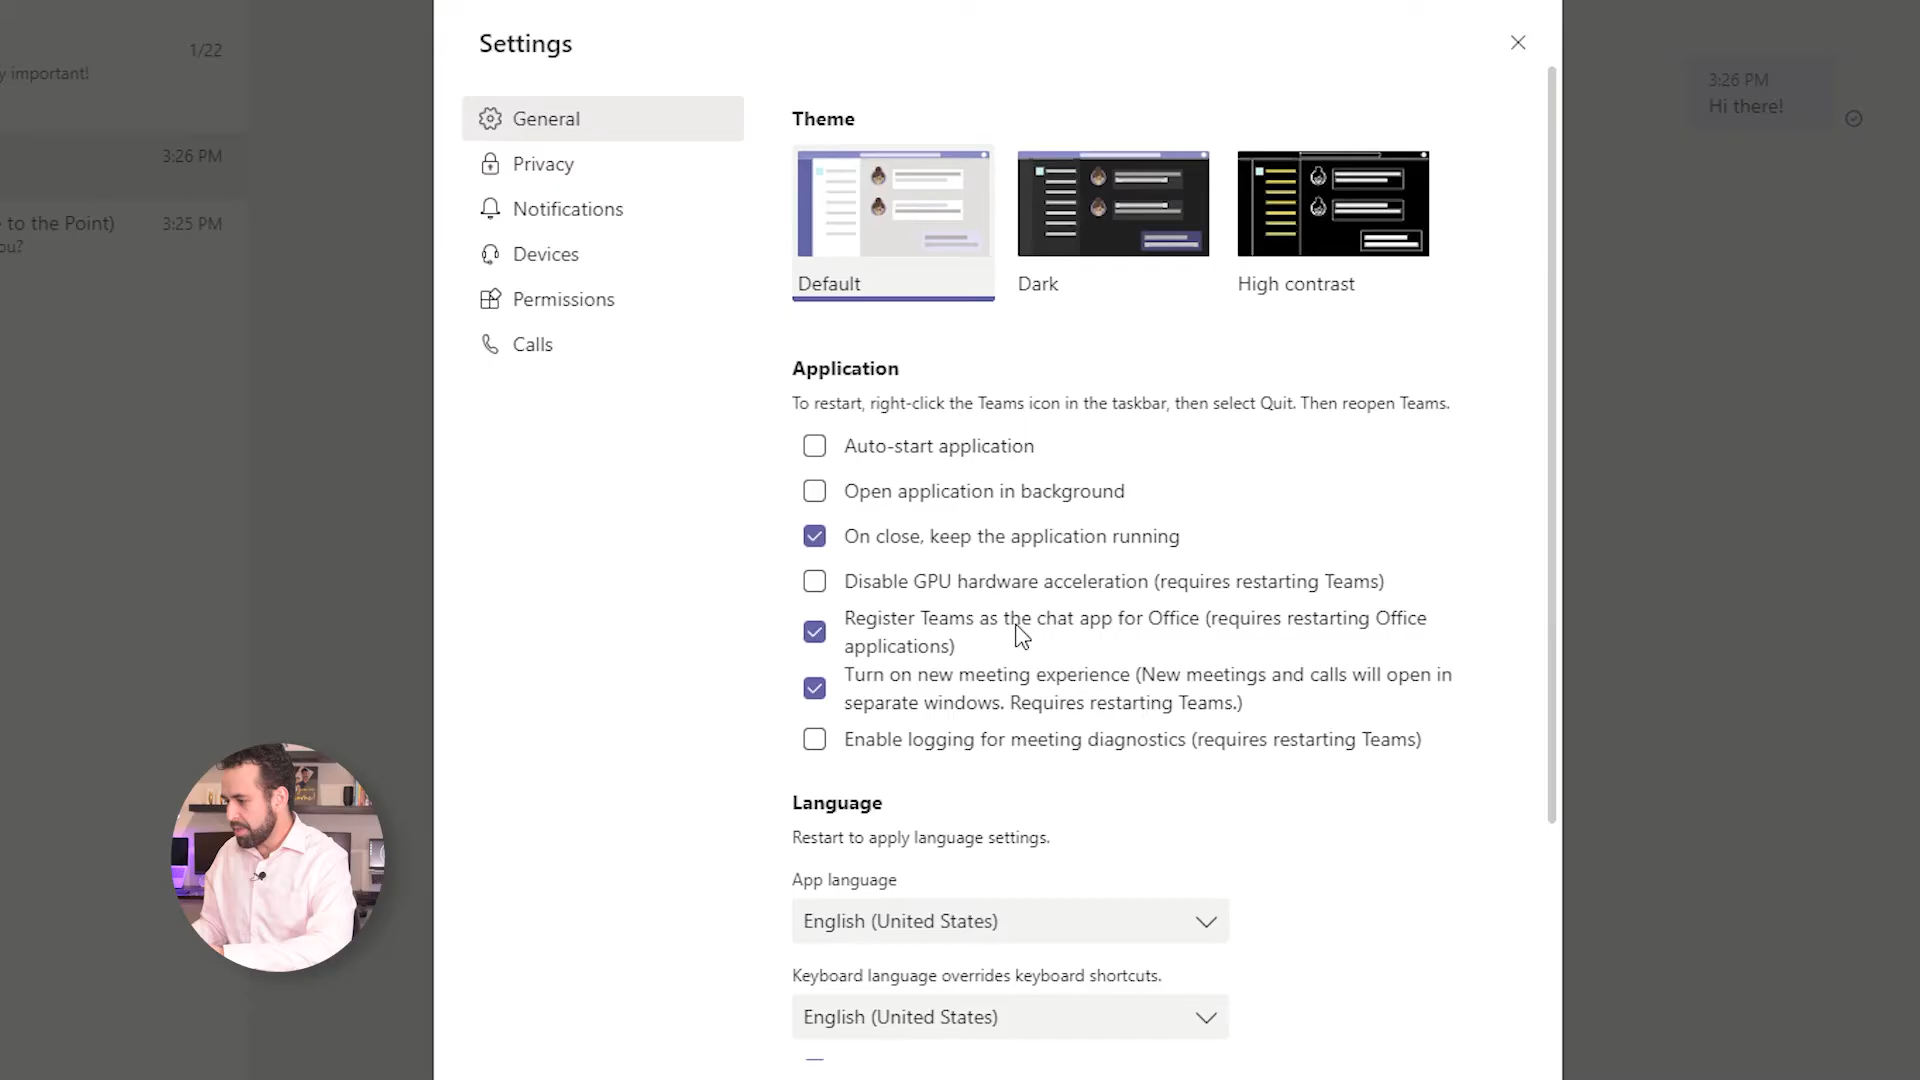 1/22
y important!
3:26 PM
to the Point)
3:25 PM
ou?
Settings
General
Privacy
Notifications
Devices
Permissions
Calls
Theme
Default
Dark
High contrast
Application
To restart, right-click the Teams icon in the taskbar, then select Quit. Then reopen Teams.
Auto-start application
Open application in background
On close, keep the application running
Disable GPU hardware acceleration (requires restarting Teams)
Register Teams as the chat app for Office (requires restarting Office
applications)
Turn on new meeting experience (New meetings and calls will open in
separate windows. Requires restarting Teams.)
Enable logging for meeting diagnostics (requires restarting Teams)
Language
Restart to apply language settings.
App language
English (United States)
Keyboard language overrides keyboard shortcuts.
English (United States)
3:26 PM
Hi there!